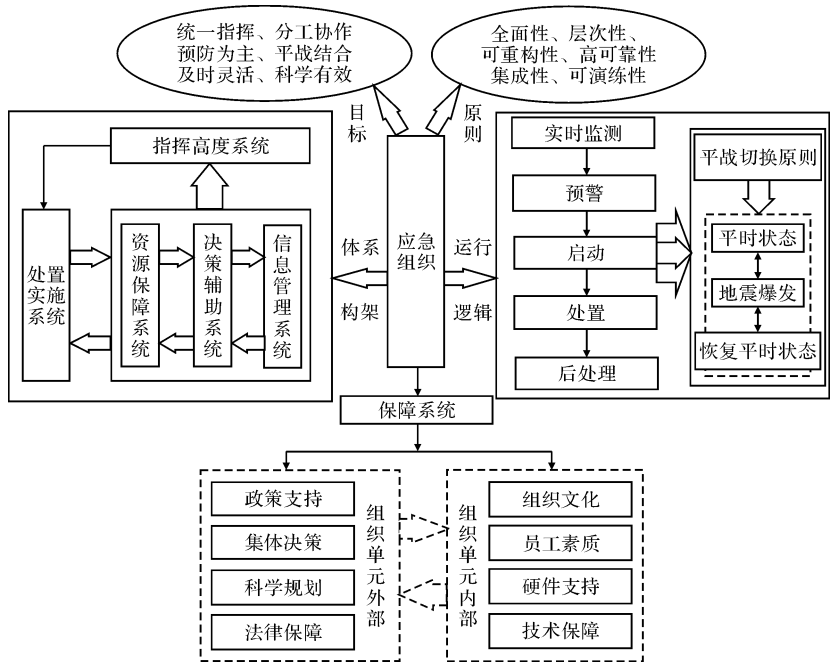 统一指挥、分工协作
预防为主、平战结合
及时灵活、科学有效
全面性、层次性、
可重构性、高可靠性
集成性、可演练性
目标
原则
指挥高度系统
处置实施系统
资源保障系统
决策辅助系统
信息管理系统
体系
构架
应急
组织
运行
逻辑
实时监测
预警
启动
处置
后处理
平战切换原则
平时状态
地震爆发
恢复平时状态
保障系统
政策支持
集体决策
科学规划
法律保障
组织单元外部
组织单元内部
组织文化
员工素质
硬件支持
技术保障